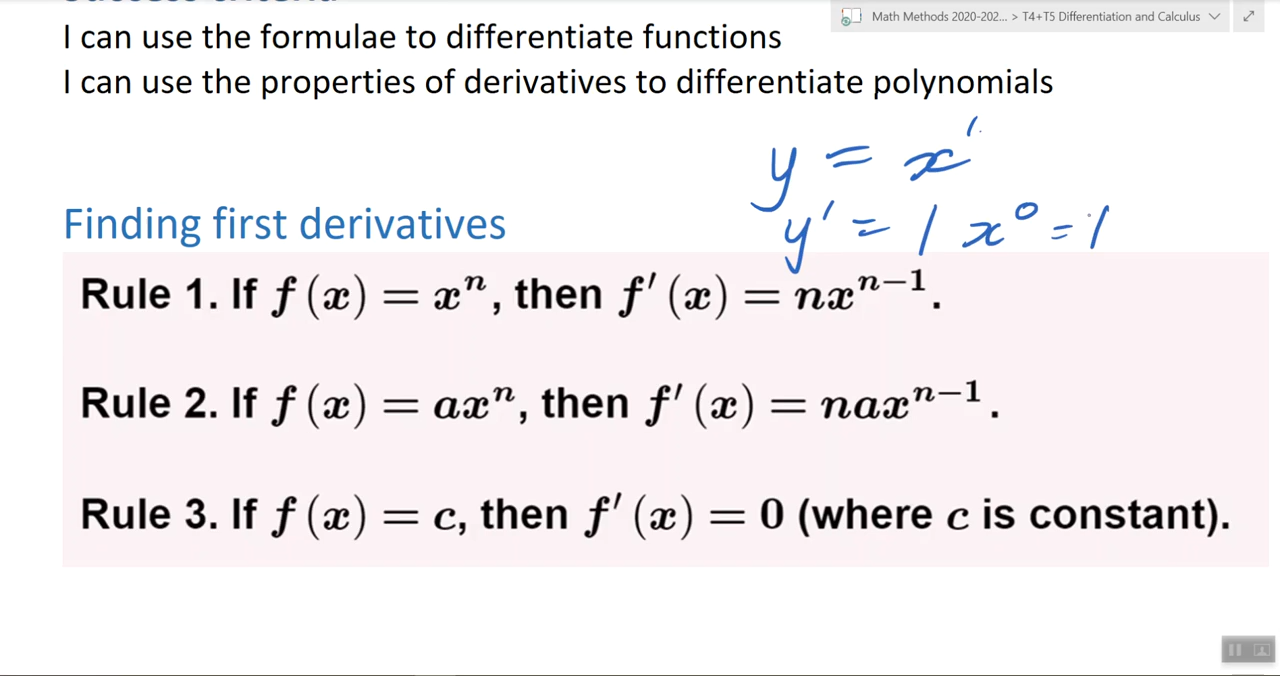 Math Methods 2020-202... > T4+T5 Differentiation and Calculus
I can use the formulae to differentiate functions
I can use the properties of derivatives to differentiate polynomials
y = x¹
Finding first derivatives
y' = 1 x⁰ = 1
Rule 1. If f (x) = xⁿ, then f′ (x) = nxⁿ⁻¹.
Rule 2. If f (x) = axⁿ, then f′ (x) = naxⁿ⁻¹.
Rule 3. If f (x) = c, then f′ (x) = 0 (where c is constant).